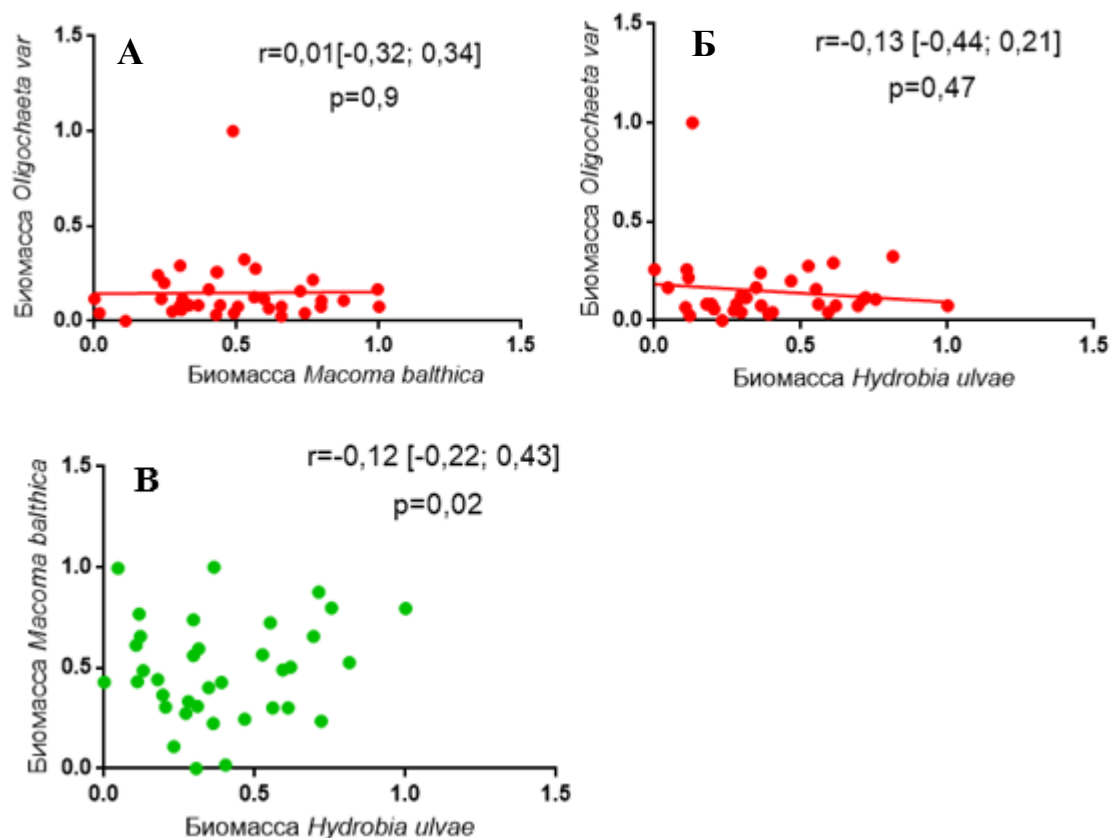 А
r=0,01[-0,32; 0,34]
p=0,9
Биомасса Oligochaeta var
1.5
1.0
0.5
0.0
0.0 0.5 1.0 1.5
Биомасса Macoma balthica
Б
r=-0,13 [-0,44; 0,21]
p=0,47
Биомасса Oligochaeta var
1.5
1.0
0.5
0.0
0.0 0.5 1.0 1.5
Биомасса Hydrobia ulvae
В
r=-0,12 [-0,22; 0,43]
p=0,02
Биомасса Macoma balthica
1.5
1.0
0.5
0.0
0.0 0.5 1.0 1.5
Биомасса Hydrobia ulvae